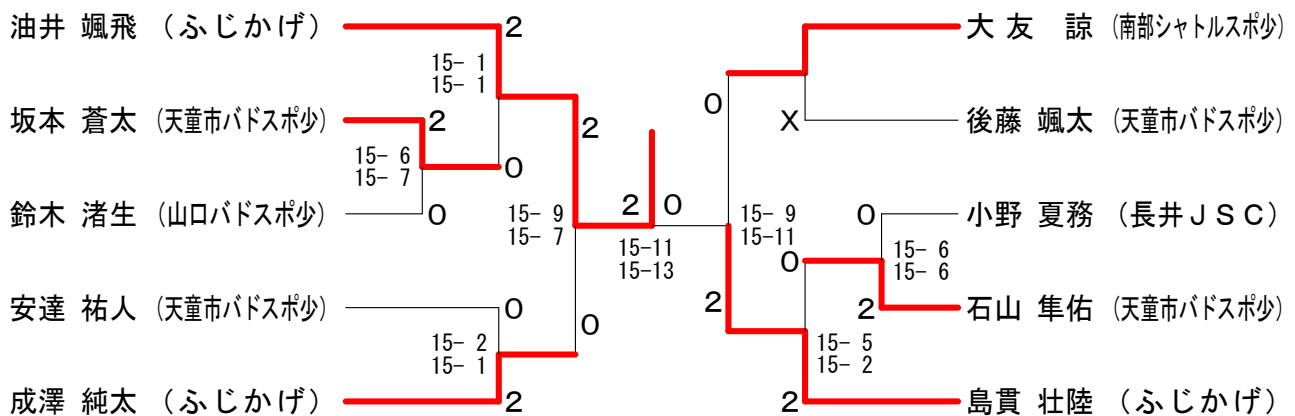 油井 颯飛 （ふじかげ）
2
15- 1
15- 1
坂本 蒼太 （天童市バドスポ少）
2
15- 6
15- 7
0
鈴木 渚生 （山口バドスポ少）
0
2
15- 9
15- 7
安達 祐人 （天童市バドスポ少）
0
15- 2
15- 1
0
成澤 純太 （ふじかげ）
2
2
0
15-11
15-13
大 友　諒 （南部シャトルスポ少）
0
X
後藤 颯太 （天童市バドスポ少）
15- 9
15-11
0
小野 夏務 （長井ＪＳＣ）
15- 6
15- 6
0
2
2
石山 隼佑 （天童市バドスポ少）
15- 5
15- 2
2
島貫 壮陸 （ふじかげ）